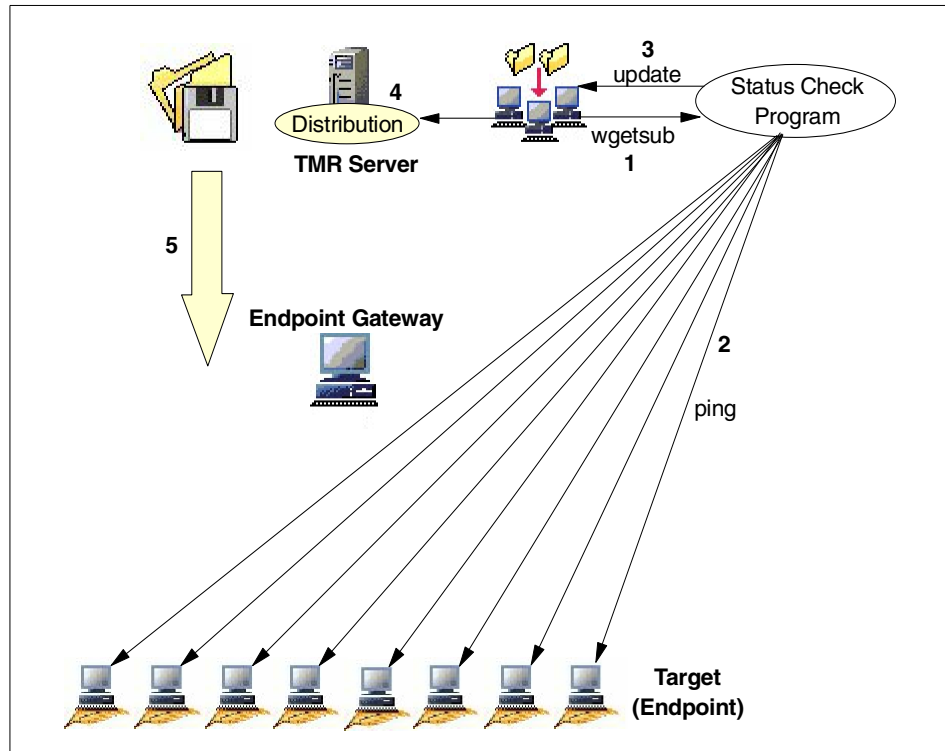 3
update
Status Check
Program
4
Distribution
TMR Server
wgetsub
1
5
Endpoint Gateway
2
ping
Target
(Endpoint)